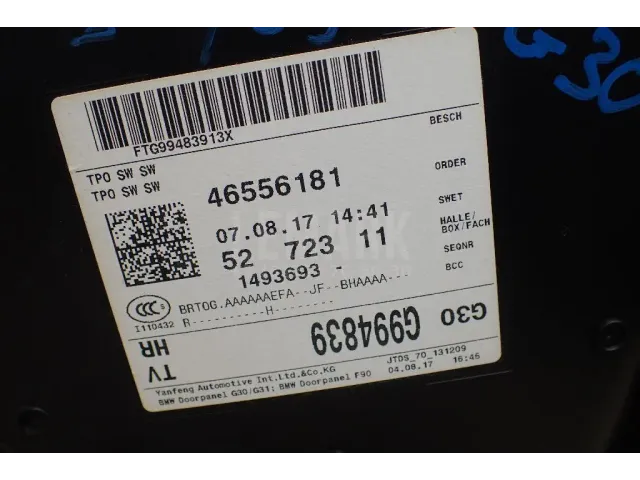 G30
FTG99483913X
BESCH
TPO SW SW
TPO SW SW
46556181
ORDER
07.08.17 14:41
SWET
52 723 11
HALLE/
BOX/FACH
1493693 -
SEQNR
BCC
BRTOG.AAAAAAEFA--JF--BHAAAA---
R----------H--------
I110432
CCC S
TV
HR
G994839
G30
Yanfeng Automotive Int.Ltd.&Co.KG
JTDS_70_131209
BMW Doorpanel G30/G31; BMW Doorpanel F90
04.08.17 16:45